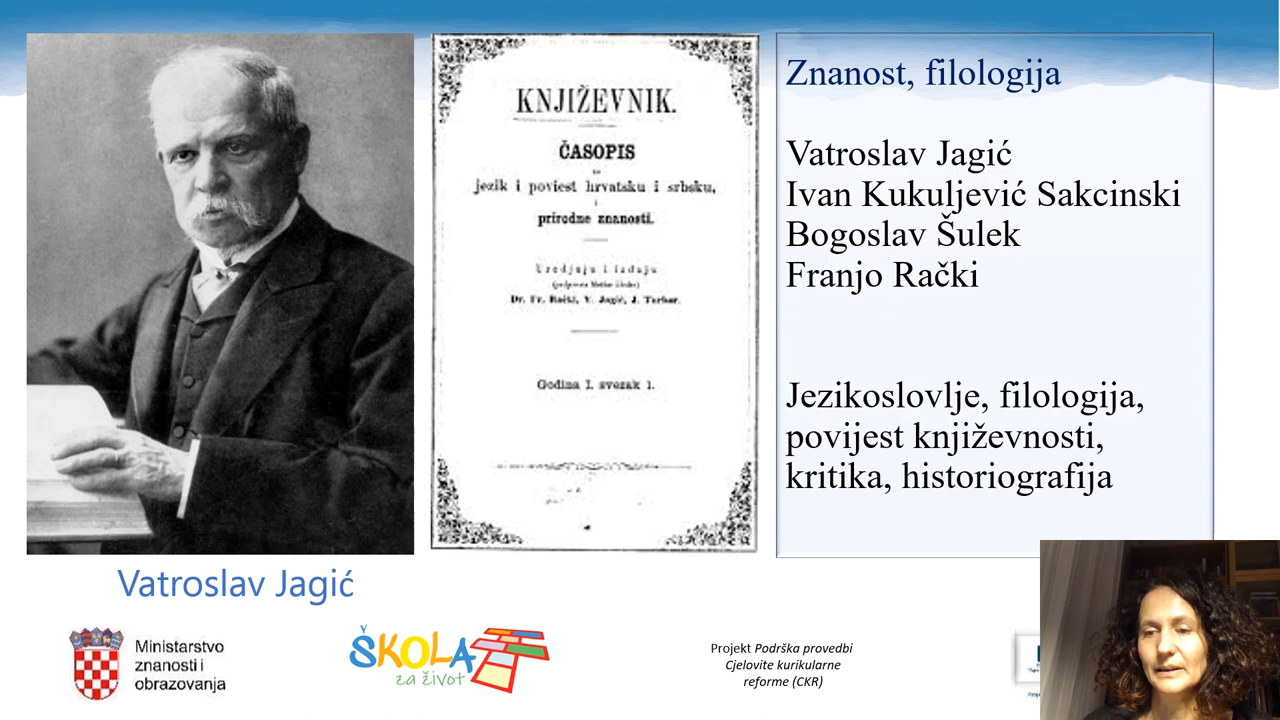 KNJIŽEVNIK.
ČASOPIS
za
jezik i poviest hrvatsku i srbsku,
i
prirodne znanosti.
Uredjuju i izdaju
Dr. Fr. Rački, V. Jagić, J. Torbar.
Godina I. svezak 1.
Znanost, filologija
Vatroslav Jagić
Ivan Kukuljević Sakcinski
Bogoslav Šulek
Franjo Rački
Jezikoslovlje, filologija,
povijest književnosti,
kritika, historiografija
Vatroslav Jagić
Ministarstvo
znanosti i
obrazovanja
ŠKOLA
za život
Projekt Podrška provedbi
Cjelovite kurikularne
reforme (CKR)